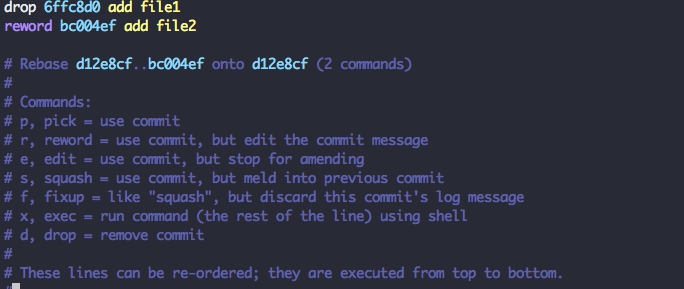 drop 6ffc8d0 add file1
reword bc004ef add file2
# Rebase d12e8cf..bc004ef onto d12e8cf (2 commands)
#
# Commands:
# p, pick = use commit
# r, reword = use commit, but edit the commit message
# e, edit = use commit, but stop for amending
# s, squash = use commit, but meld into previous commit
# f, fixup = like "squash", but discard this commit's log message
# x, exec = run command (the rest of the line) using shell
# d, drop = remove commit
#
# These lines can be re-ordered; they are executed from top to bottom.
#